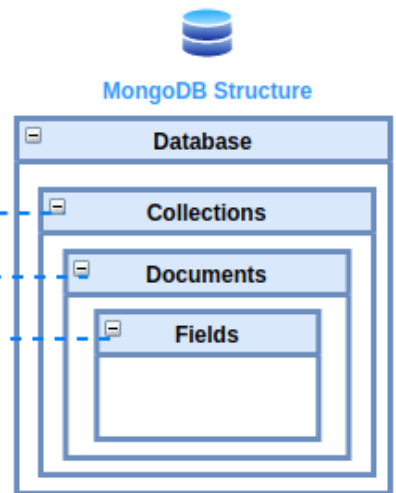 MongoDB Structure
Database
Collections
Documents
Fields